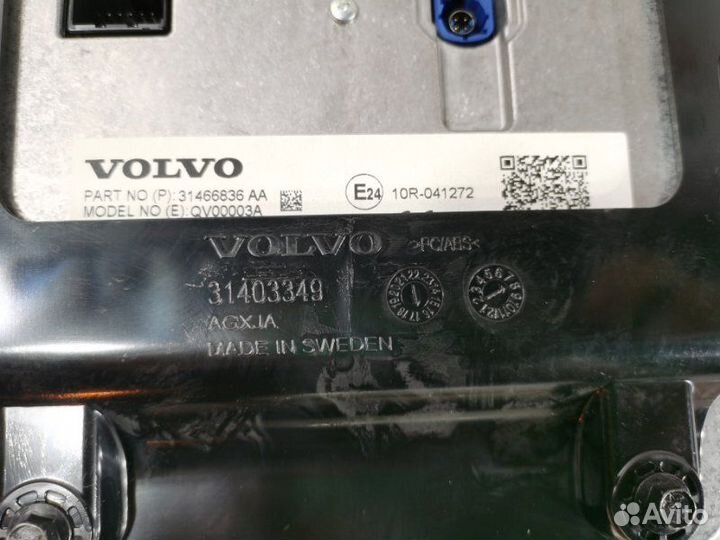 VOLVO
PART NO (P): 31466836 AA
MODEL NO (E): QV00003A
E24 10R-041272
VOLVO >PC/ABS<
31403349
AGXJA
MADE IN SWEDEN
Avito